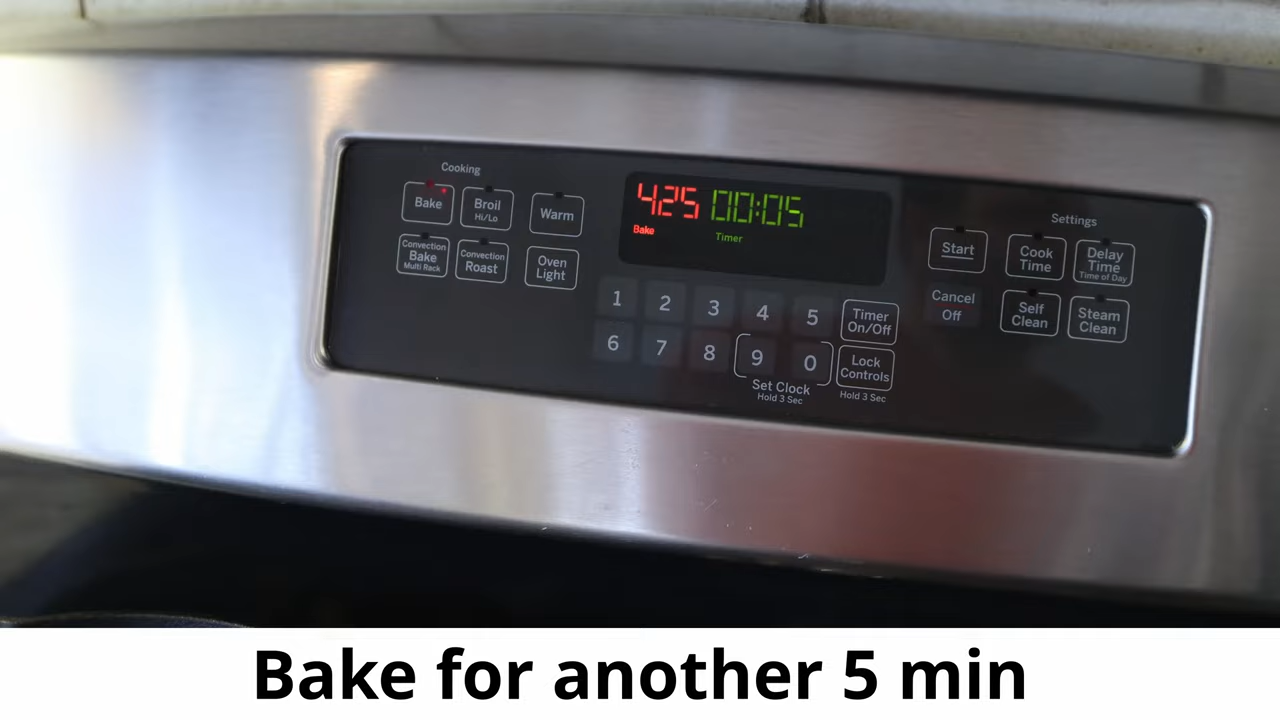 Cooking
Bake
Broil
Hi/Lo
Warm
Convection
Bake
Multi Rack
Convection
Roast
Oven
Light
425 00:05
Bake
Timer
1 2 3 4 5
6 7 8 9 0
Timer
On/Off
Lock
Controls
Hold 3 Sec
Set Clock
Hold 3 Sec
Settings
Start
Cook
Time
Delay
Time
Time of Day
Cancel
Off
Self
Clean
Steam
Clean
Bake for another 5 min